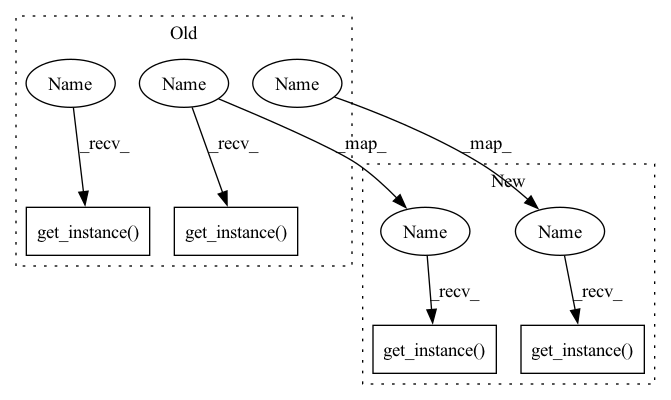 Old
Name Name Name
_recv_ _recv_ _map_ _map_
New
get_instance() get_instance() Name Name
_recv_ _recv_
get_instance() get_instance()